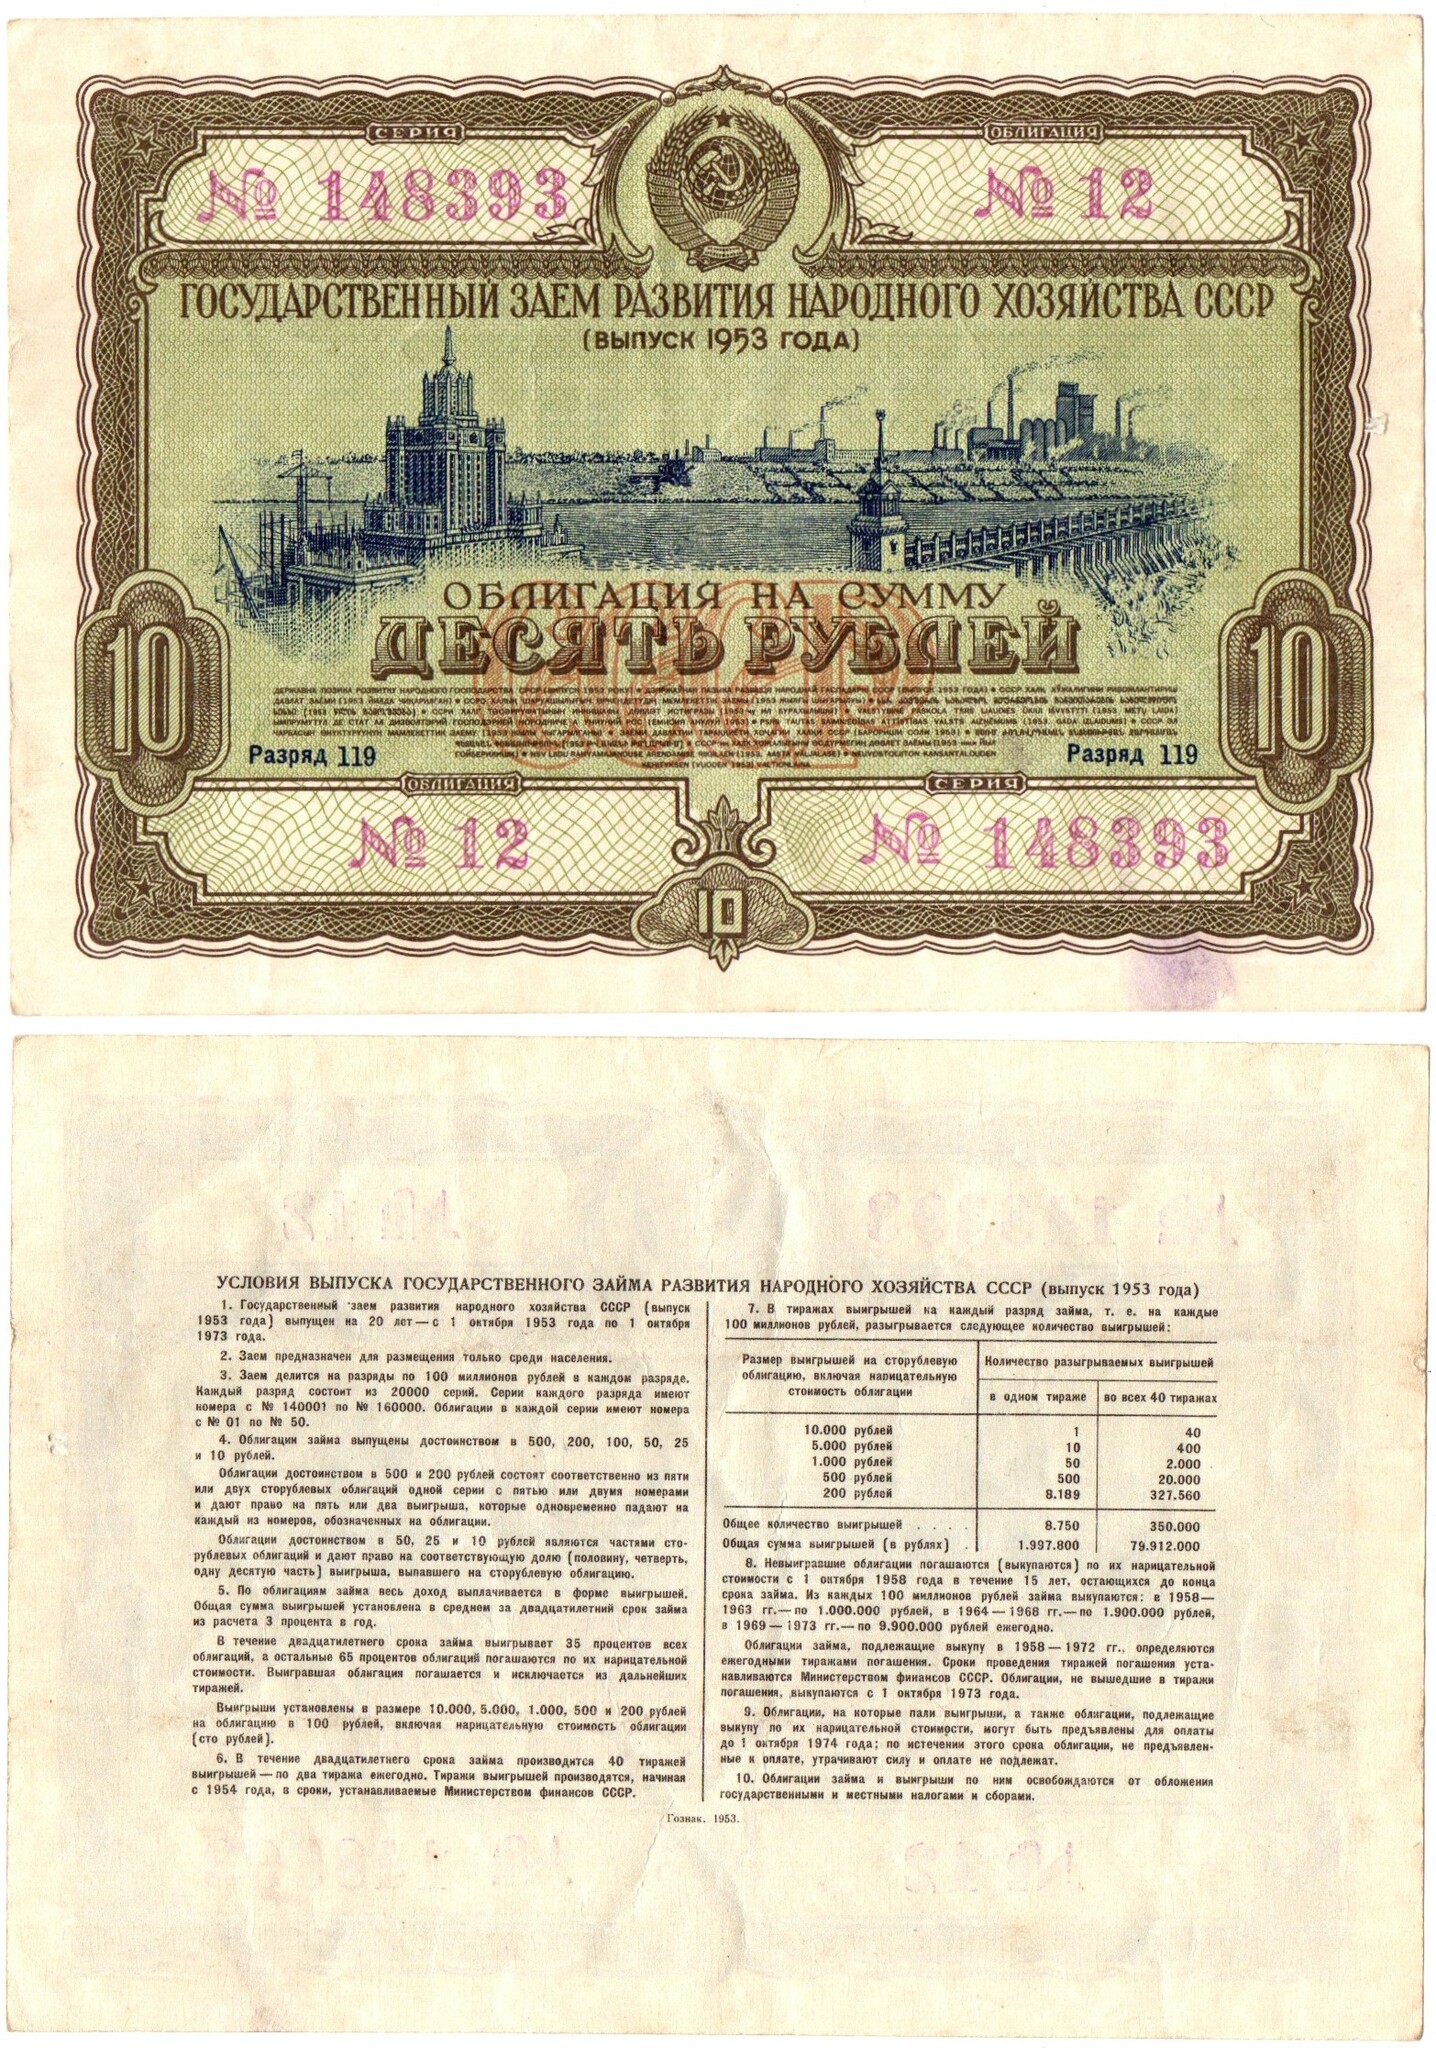 СЕРИЯ
ОБЛИГАЦИЯ
№ 148393
№ 12
ГОСУДАРСТВЕННЫЙ ЗАЕМ РАЗВИТИЯ НАРОДНОГО ХОЗЯЙСТВА СССР
(ВЫПУСК 1953 ГОДА)
ОБЛИГАЦИЯ НА СУММУ
ДЕСЯТЬ РУБЛЕЙ
10
10
ДЕРЖАВНА ПОЗИКА РОЗВИТКУ НАРОДНОГО ГОСПОДАРСТВА СРСР (ВИПУСК 1953 РОКУ)
Разряд 119
Разряд 119
ОБЛИГАЦИЯ
СЕРИЯ
№ 12
№ 148393
10
УСЛОВИЯ ВЫПУСКА ГОСУДАРСТВЕННОГО ЗАЙМА РАЗВИТИЯ НАРОДНОГО ХОЗЯЙСТВА СССР (выпуск 1953 года)
1. Государственный заем развития народного хозяйства СССР (выпуск
1953 года) выпущен на 20 лет — с 1 октября 1953 года по 1 октября
1973 года.
2. Заем предназначен для размещения только среди населения.
3. Заем делится на разряды по 100 миллионов рублей в каждом разряде.
Каждый разряд состоит из 20000 серий. Серии каждого разряда имеют
номера с № 140001 по № 160000. Облигации в каждой серии имеют номера
с № 01 по № 50.
4. Облигации займа выпущены достоинством в 500, 200, 100, 50, 25
и 10 рублей.
Облигации достоинством в 500 и 200 рублей состоят соответственно из пяти
или двух сторублевых облигаций одной серии с пятью или двумя номерами
и дают право на пять или два выигрыша, которые одновременно падают на
каждый из номеров, обозначенных на облигации.
Облигации достоинством в 50, 25 и 10 рублей являются частями сто-
рублевых облигаций и дают право на соответствующую долю (половину, четверть,
одну десятую часть) выигрыша, выпавшего на сторублевую облигацию.
5. По облигациям займа весь доход выплачивается в форме выигрышей.
Общая сумма выигрышей установлена в среднем за двадцатилетний срок займа
из расчета 3 процента в год.
В течение двадцатилетнего срока займа выигрывает 35 процентов всех
облигаций, а остальные 65 процентов облигаций погашаются по их нарицательной
стоимости. Выигравшая облигация погашается и исключается из дальнейших
тиражей.
Выигрыши установлены в размере 10.000, 5.000, 1.000, 500 и 200 рублей
на облигацию в 100 рублей, включая нарицательную стоимость облигации
(сто рублей).
6. В течение двадцатилетнего срока займа производится 40 тиражей
выигрышей — по два тиража ежегодно. Тиражи выигрышей производятся, начиная
с 1954 года, в сроки, устанавливаемые Министерством финансов СССР.
7. В тиражах выигрышей на каждый разряд займа, т. е. на каждые
100 миллионов рублей, разыгрывается следующее количество выигрышей:
Размер выигрышей на сторублевую
облигацию, включая нарицательную
стоимость облигации
Количество разыгрываемых выигрышей
в одном тираже
во всех 40 тиражах
10.000 рублей 1 40
5.000 рублей 10 400
1.000 рублей 50 2.000
500 рублей 500 20.000
200 рублей 8.189 327.560
Общее количество выигрышей . . . . 8.750 350.000
Общая сумма выигрышей (в рублях) . 1.997.800 79.912.000
8. Невыигравшие облигации погашаются (выкупаются) по их нарицательной
стоимости с 1 октября 1958 года в течение 15 лет, остающихся до конца
срока займа. Из каждых 100 миллионов рублей займа выкупаются: в 1958—
1963 гг.— по 1.000.000 рублей, в 1964—1968 гг.— по 1.900.000 рублей,
в 1969—1973 гг.— по 9.900.000 рублей ежегодно.
Облигации займа, подлежащие выкупу в 1958—1972 гг., определяются
ежегодными тиражами погашения. Сроки проведения тиражей погашения уста-
навливаются Министерством финансов СССР. Облигации, не вышедшие в тиражи
погашения, выкупаются с 1 октября 1973 года.
9. Облигации, на которые пали выигрыши, а также облигации, подлежащие
выкупу по их нарицательной стоимости, могут быть предъявлены для оплаты
до 1 октября 1974 года; по истечении этого срока облигации, не предъявлен-
ные к оплате, утрачивают силу и оплате не подлежат.
10. Облигации займа и выигрыши по ним освобождаются от обложения
государственными и местными налогами и сборами.
Гознак. 1953.